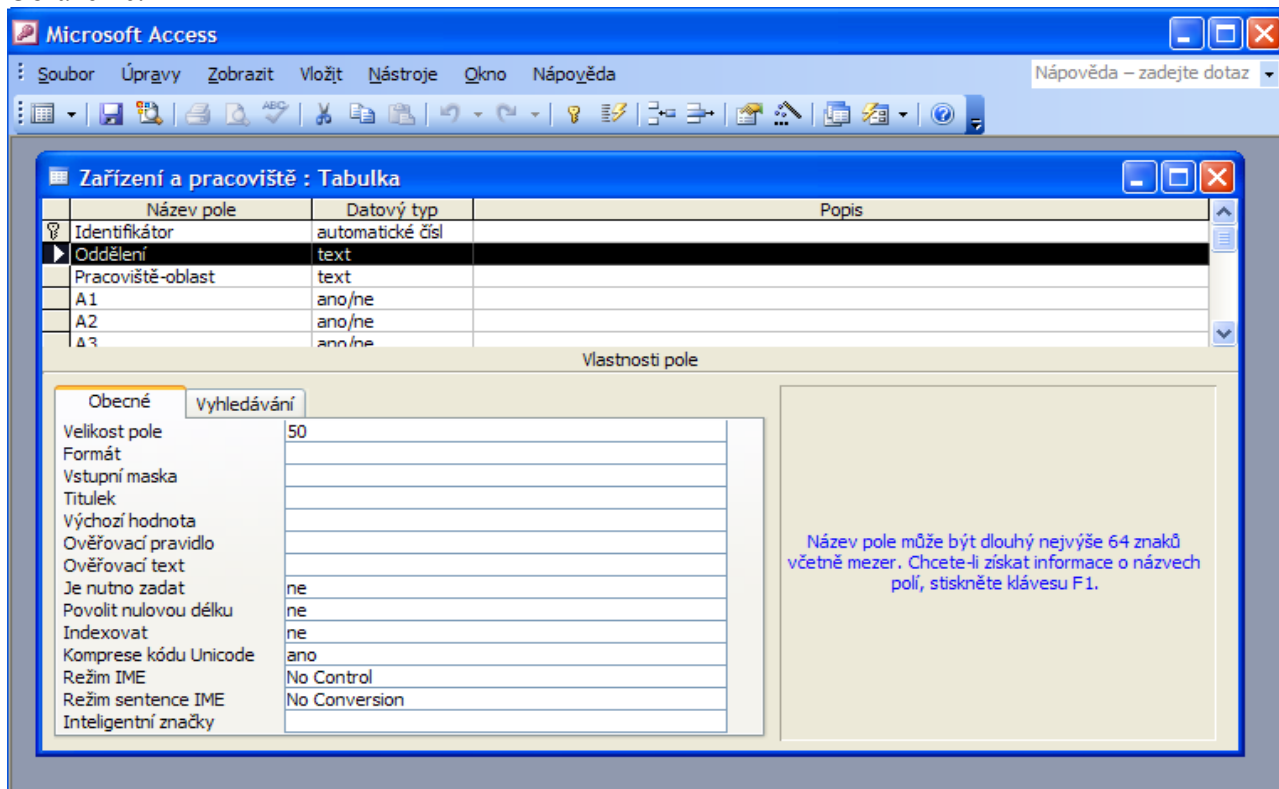 Microsoft Access
Soubor Úpravy Zobrazit Vložit Nástroje Okno Nápověda Nápověda – zadejte dotaz
Zařízení a pracoviště : Tabulka
Název pole Datový typ Popis
Identifikátor automatické čísl
Oddělení text
Pracoviště-oblast text
A1 ano/ne
A2 ano/ne
A3 ano/ne
Vlastnosti pole
Obecné Vyhledávání
Velikost pole 50
Formát
Vstupní maska
Titulek
Výchozí hodnota
Ověřovací pravidlo
Ověřovací text
Je nutno zadat ne
Povolit nulovou délku ne
Indexovat ne
Komprese kódu Unicode ano
Režim IME No Control
Režim sentence IME No Conversion
Inteligentní značky
Název pole může být dlouhý nejvýše 64 znaků
včetně mezer. Chcete-li získat informace o názvech
polí, stiskněte klávesu F1.